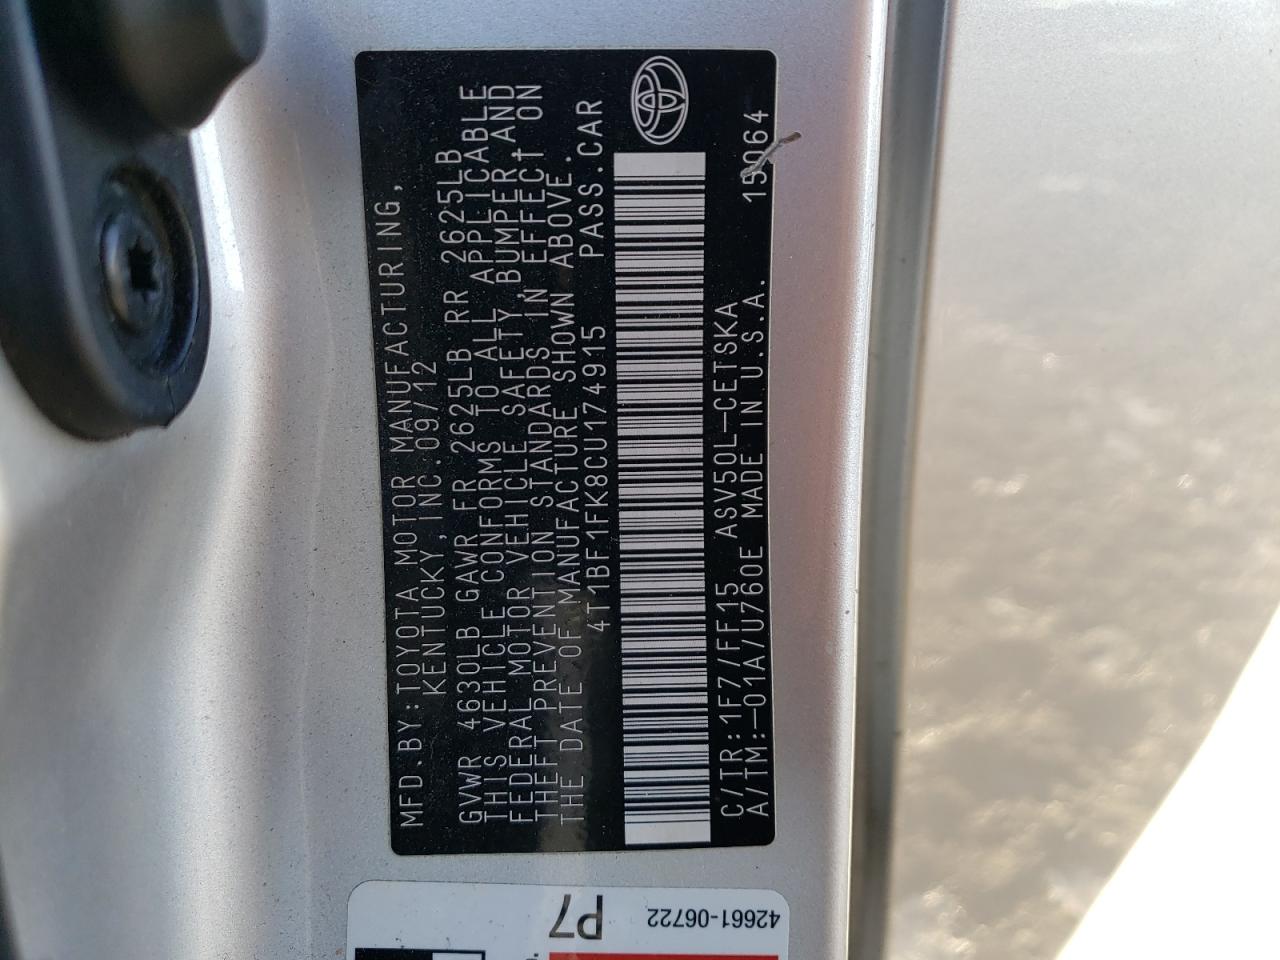 MFD.BY:TOYOTA MOTOR MANUFACTURING,
KENTUCKY,INC.09/12
GVWR 4630LB GAWR FR 2625LB RR 2625LB
THIS VEHICLE CONFORMS TO ALL APPLICABLE
FEDERAL MOTOR VEHICLE SAFETY,BUMPER,AND
THEFT PREVENTION STANDARDS IN EFFECT ON
THE DATE OF MANUFACTURE SHOWN ABOVE.
4T1BF1FK8CU174915 PASS.CAR
C/TR:1F7/FF15 ASV50L-CETSKA 15064
A/TM:-01A/U760E MADE IN U.S.A.
42661-06722
P7